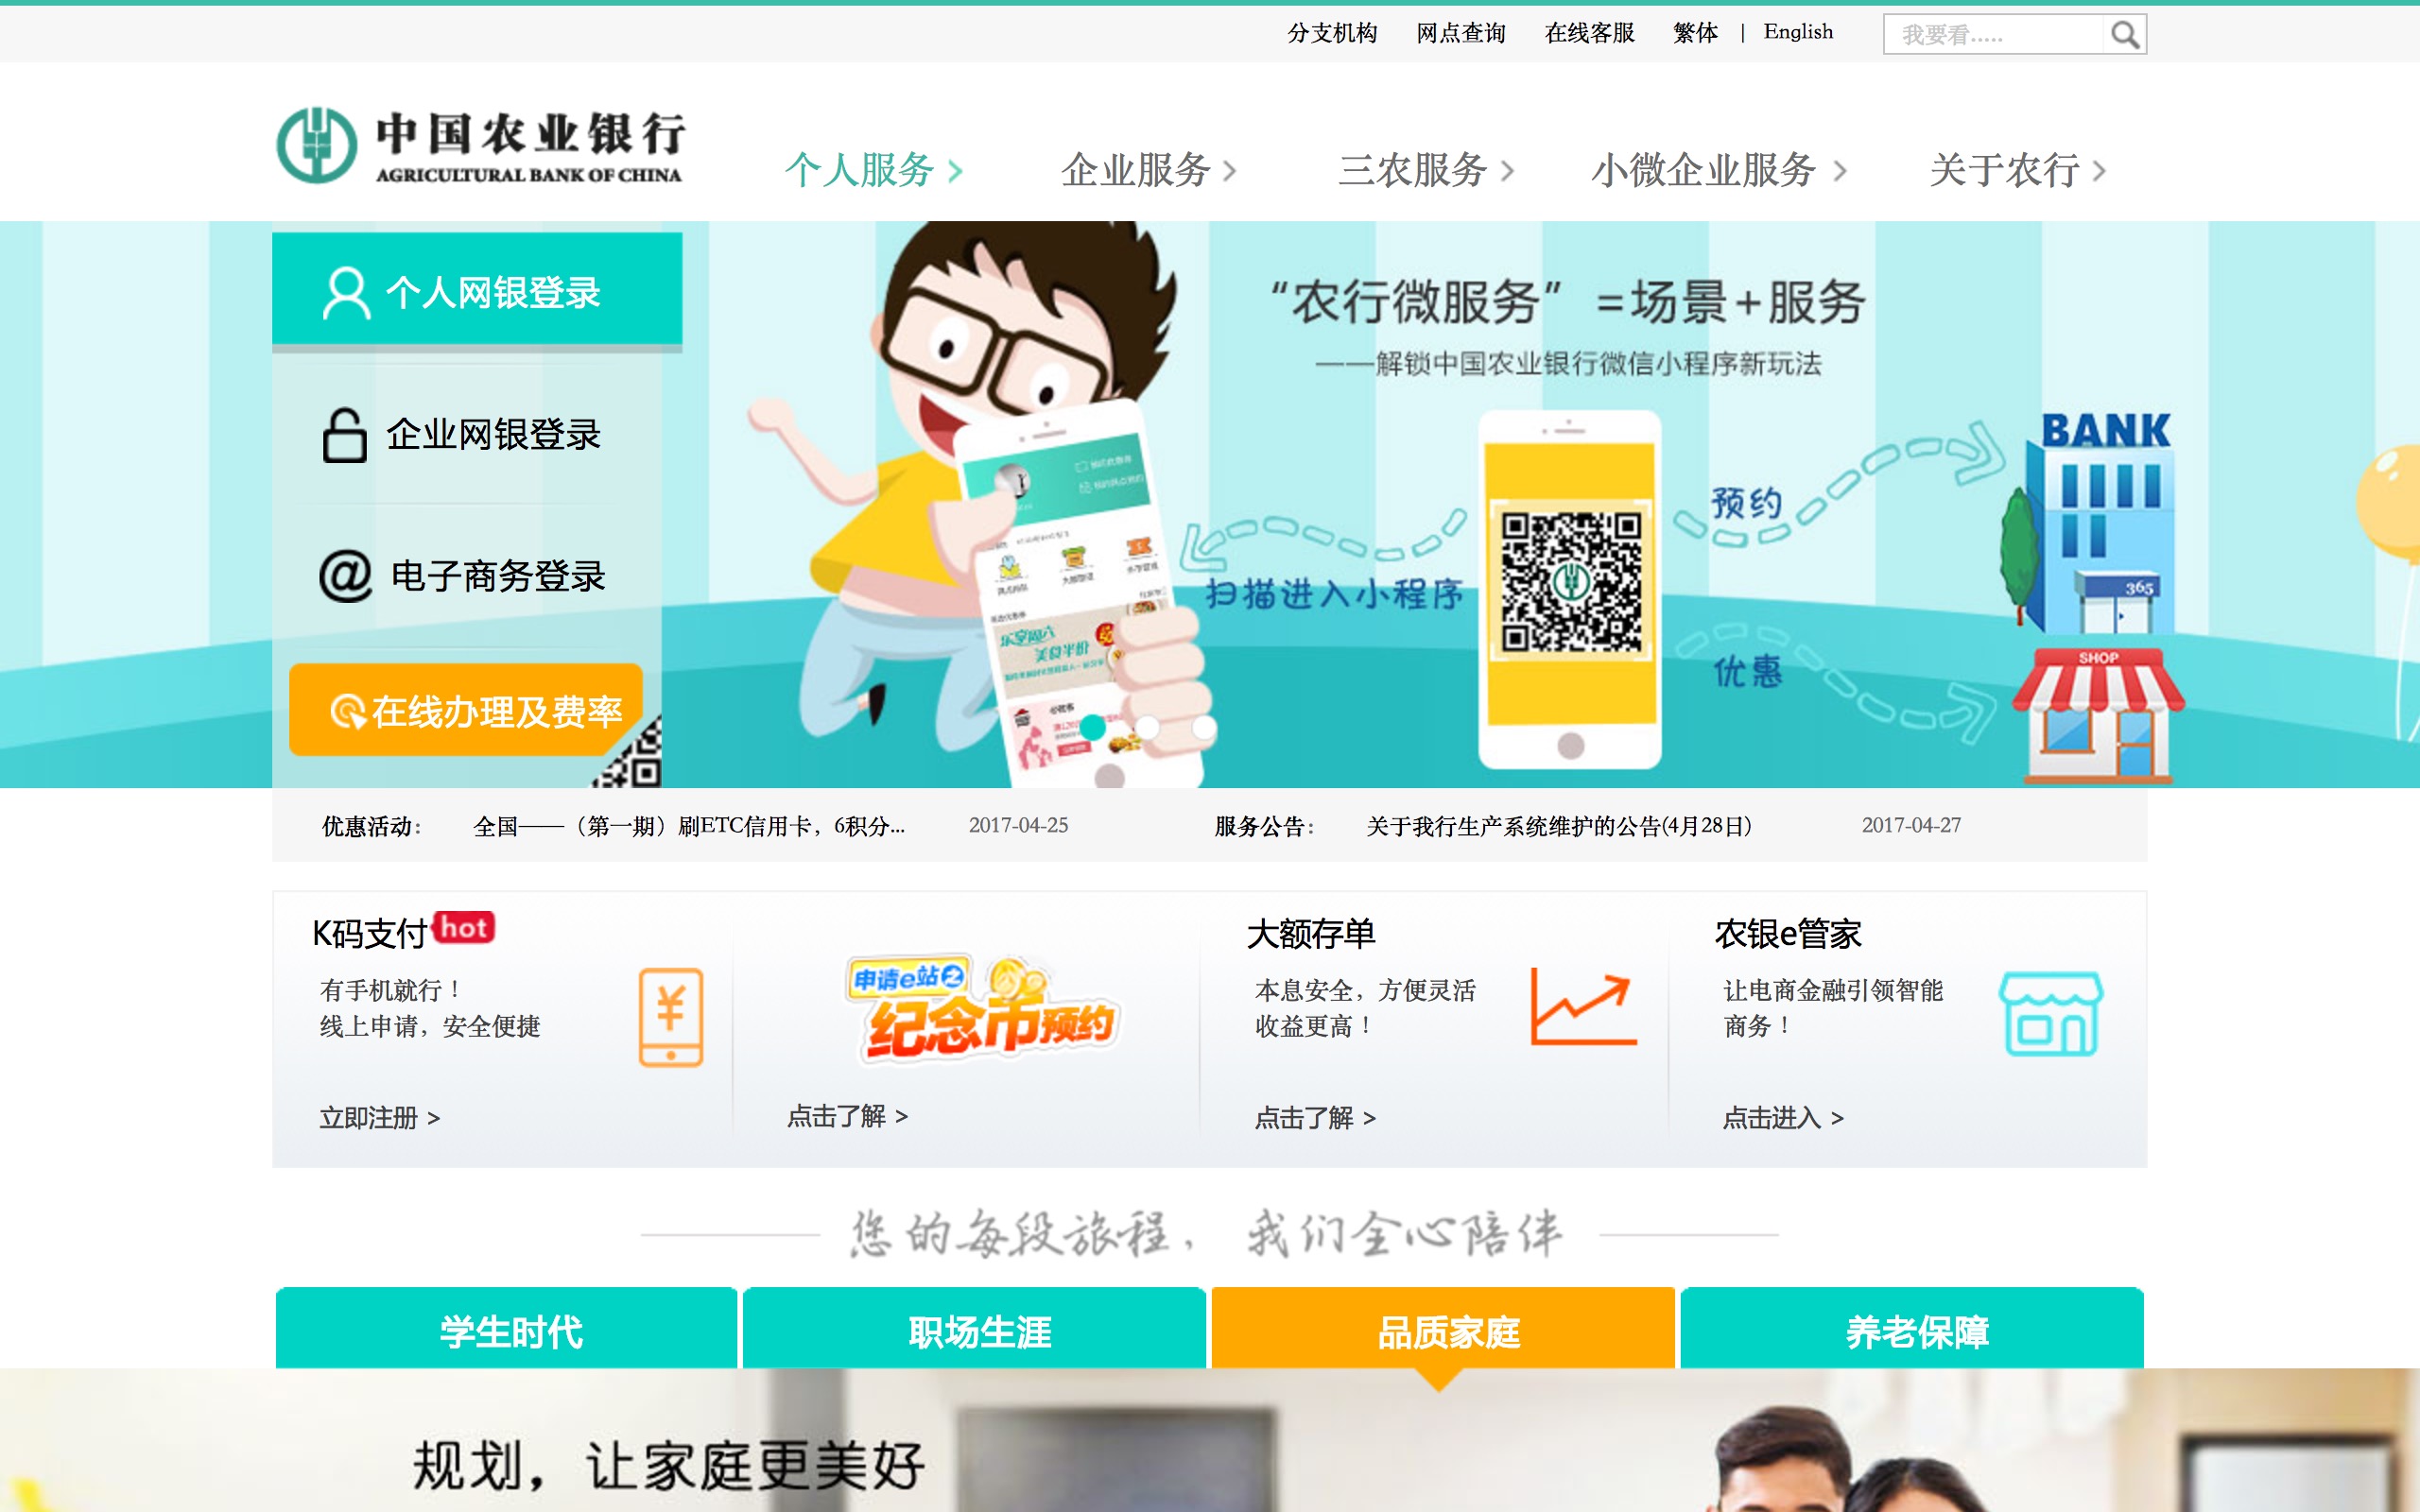 分支机构 网点查询 在线客服 繁体 | English 我要看.....
中国农业银行
AGRICULTURAL BANK OF CHINA
个人服务 企业服务 三农服务 小微企业服务 关于农行
个人网银登录
企业网银登录
@ 电子商务登录
在线办理及费率
“农行微服务”=场景+服务
——解锁中国农业银行微信小程序新玩法
扫描进入小程序
预约
优惠
BANK
365
SHOP
乐享周六
美食半价
优惠活动: 全国——（第一期）刷ETC信用卡，6积分... 2017-04-25 服务公告: 关于我行生产系统维护的公告(4月28日) 2017-04-27
K码支付 hot
有手机就行！
线上申请，安全便捷
¥
立即注册 >
申请e站之
纪念币预约
点击了解 >
大额存单
本息安全，方便灵活
收益更高！
点击了解 >
农银e管家
让电商金融引领智能
商务！
点击进入 >
您的每段旅程， 我们全心陪伴
学生时代 职场生涯 品质家庭 养老保障
规划，让家庭更美好